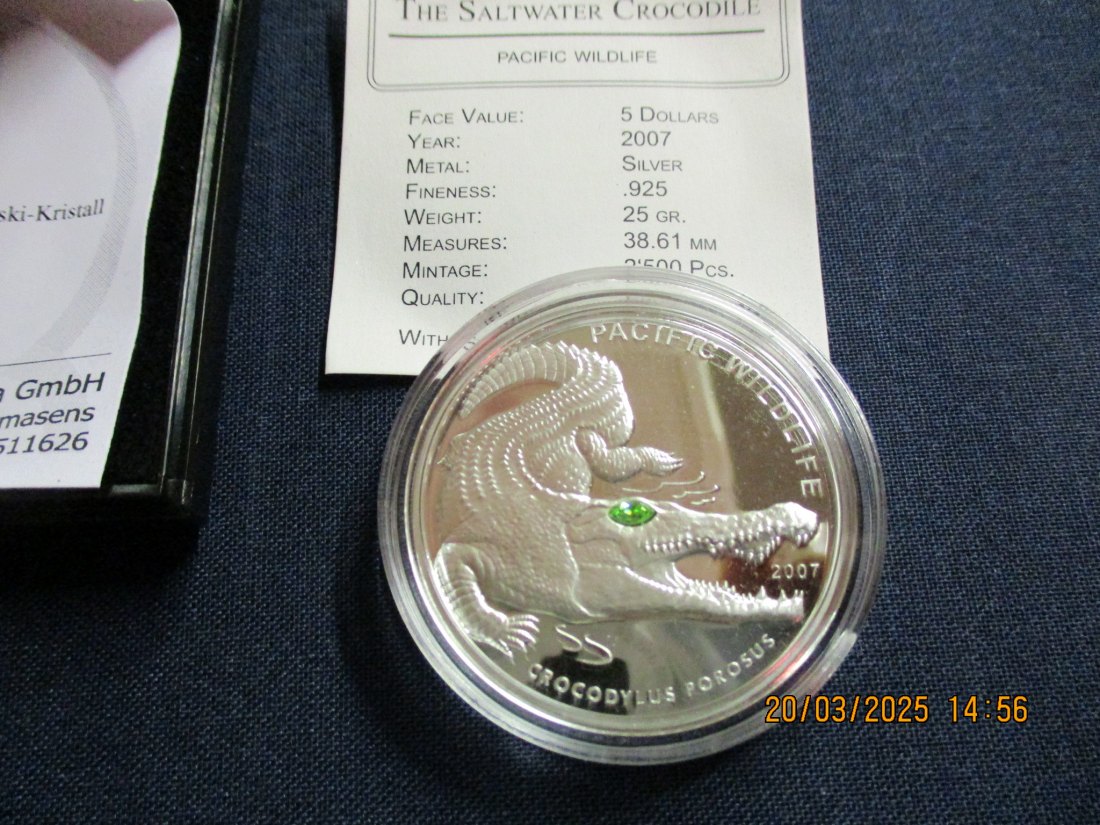 THE SALTWATER CROCODILE
PACIFIC WILDLIFE
FACE VALUE: 5 DOLLARS
YEAR: 2007
METAL: SILVER
FINENESS: .925
WEIGHT: 25 GR.
MEASURES: 38.61 MM
MINTAGE: 2'500 PCS.
QUALITY:
WITH
ski-Kristall
GmbH
masens
511626
PACIFIC WILDLIFE
2007
SS
CROCODYLUS POROSUS
20/03/2025 14:56